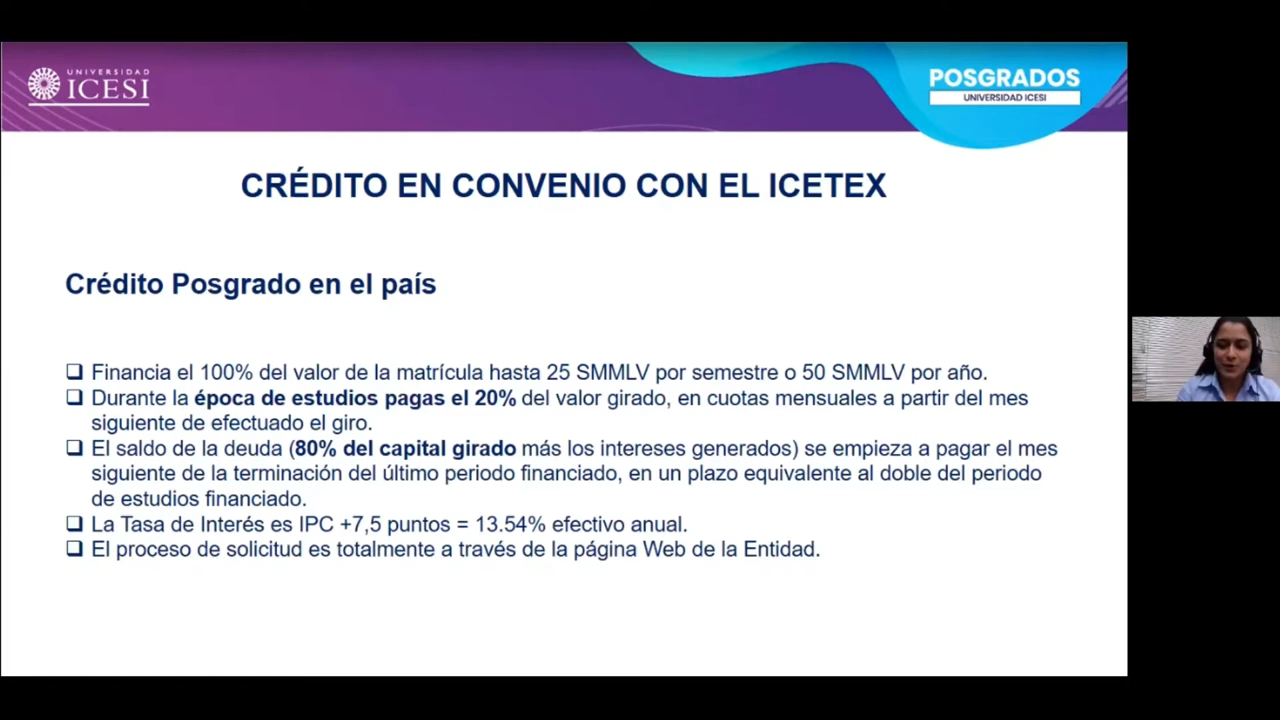 UNIVERSIDAD
ICESI
POSGRADOS
UNIVERSIDAD ICESI
CRÉDITO EN CONVENIO CON EL ICETEX
Crédito Posgrado en el país
Financia el 100% del valor de la matrícula hasta 25 SMMLV por semestre o 50 SMMLV por año.
Durante la época de estudios pagas el 20% del valor girado, en cuotas mensuales a partir del mes
siguiente de efectuado el giro.
El saldo de la deuda (80% del capital girado más los intereses generados) se empieza a pagar el mes
siguiente de la terminación del último periodo financiado, en un plazo equivalente al doble del periodo
de estudios financiado.
La Tasa de Interés es IPC +7,5 puntos = 13.54% efectivo anual.
El proceso de solicitud es totalmente a través de la página Web de la Entidad.